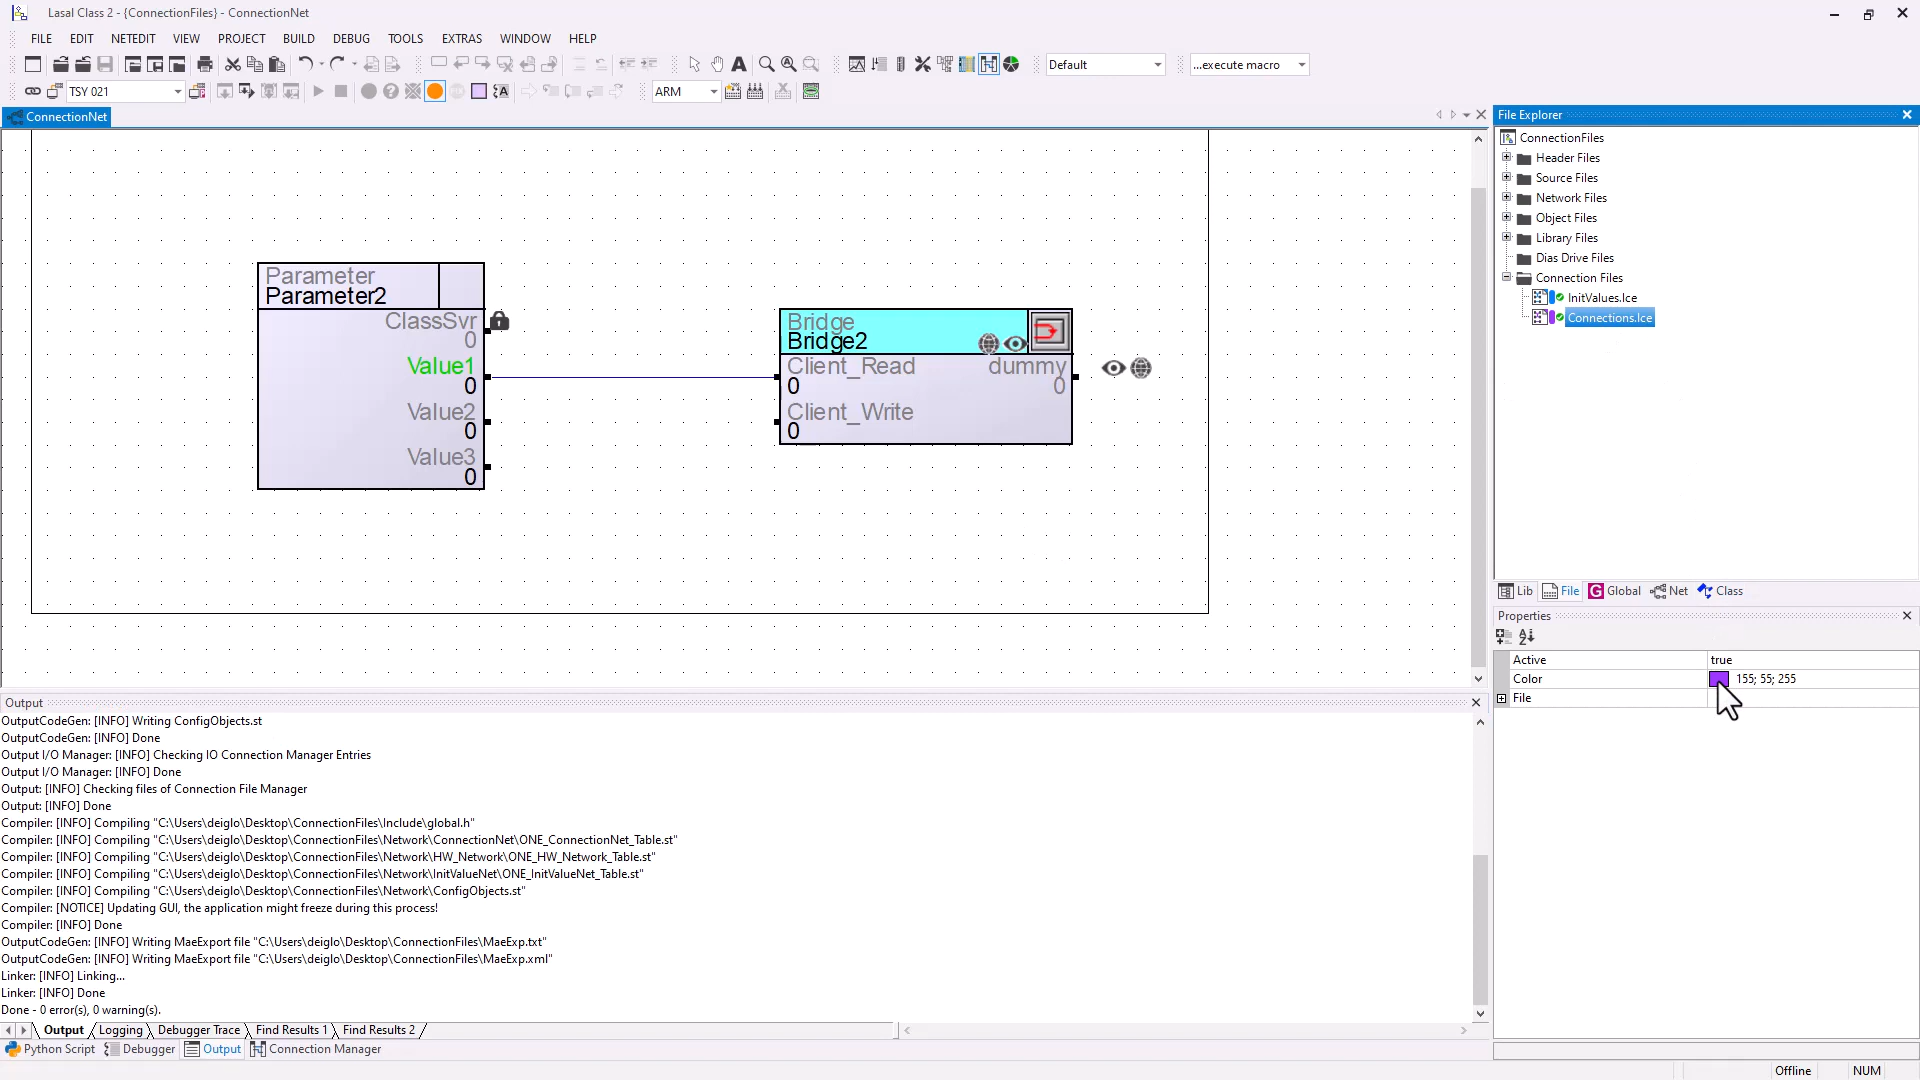 Lasal Class 2 - {ConnectionFiles} - ConnectionNet
FILE EDIT NETEDIT VIEW PROJECT BUILD DEBUG TOOLS EXTRAS WINDOW HELP
Default ...execute macro
TSY 021 ARM
ConnectionNet
Parameter
Parameter2
ClassSvr
0
Value1
0
Value2
0
Value3
0
Bridge
Bridge2
Client_Read dummy
0 0
Client_Write
0
File Explorer
ConnectionFiles
Header Files
Source Files
Network Files
Object Files
Library Files
Dias Drive Files
Connection Files
InitValues.lce
Connections.lce
Lib File Global Net Class
Properties
Active true
Color 155; 55; 255
File
Output
OutputCodeGen: [INFO] Writing ConfigObjects.st
OutputCodeGen: [INFO] Done
Output I/O Manager: [INFO] Checking IO Connection Manager Entries
Output I/O Manager: [INFO] Done
Output: [INFO] Checking files of Connection File Manager
Output: [INFO] Done
Compiler: [INFO] Compiling "C:\Users\deiglo\Desktop\ConnectionFiles\Include\global.h"
Compiler: [INFO] Compiling "C:\Users\deiglo\Desktop\ConnectionFiles\Network\ConnectionNet\ONE_ConnectionNet_Table.st"
Compiler: [INFO] Compiling "C:\Users\deiglo\Desktop\ConnectionFiles\Network\HW_Network\ONE_HW_Network_Table.st"
Compiler: [INFO] Compiling "C:\Users\deiglo\Desktop\ConnectionFiles\Network\InitValueNet\ONE_InitValueNet_Table.st"
Compiler: [INFO] Compiling "C:\Users\deiglo\Desktop\ConnectionFiles\Network\ConfigObjects.st"
Compiler: [NOTICE] Updating GUI, the application might freeze during this process!
Compiler: [INFO] Done
OutputCodeGen: [INFO] Writing MaeExport file "C:\Users\deiglo\Desktop\ConnectionFiles\MaeExp.txt"
OutputCodeGen: [INFO] Writing MaeExport file "C:\Users\deiglo\Desktop\ConnectionFiles\MaeExp.xml"
Linker: [INFO] Linking...
Linker: [INFO] Done
Done - 0 error(s), 0 warning(s).
Output Logging Debugger Trace Find Results 1 Find Results 2
Python Script Debugger Output Connection Manager
Offline NUM